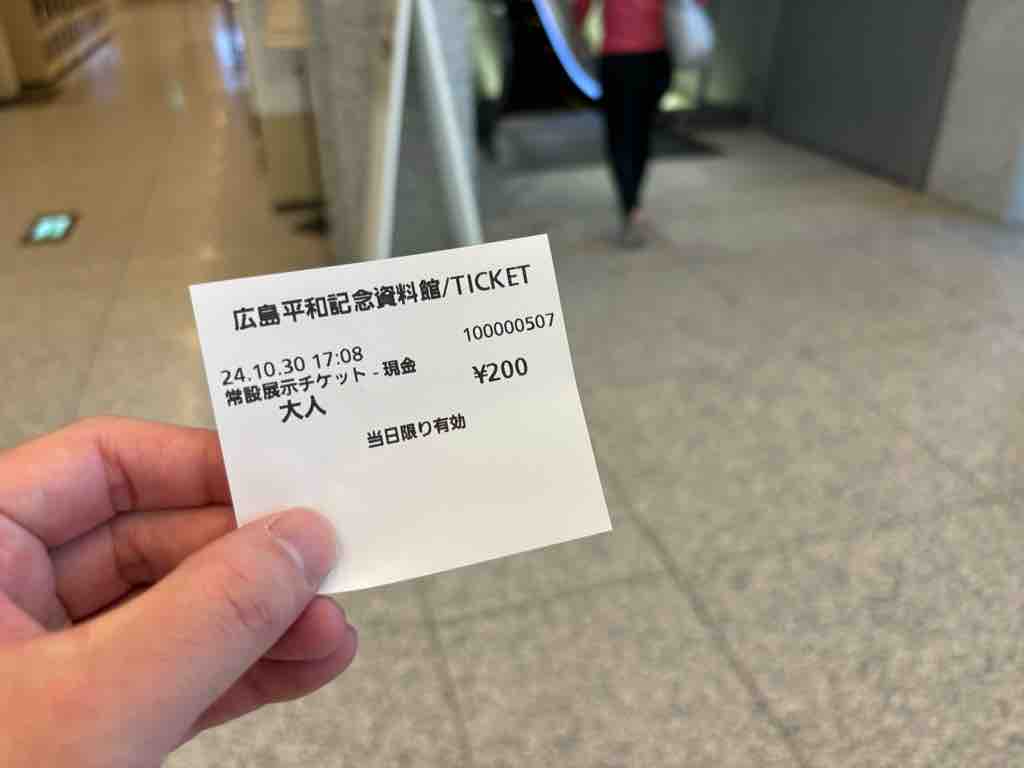 広島平和記念資料館/TICKET
100000507
24.10.30 17:08
常設展示チケット - 現金
¥200
大人
当日限り有効